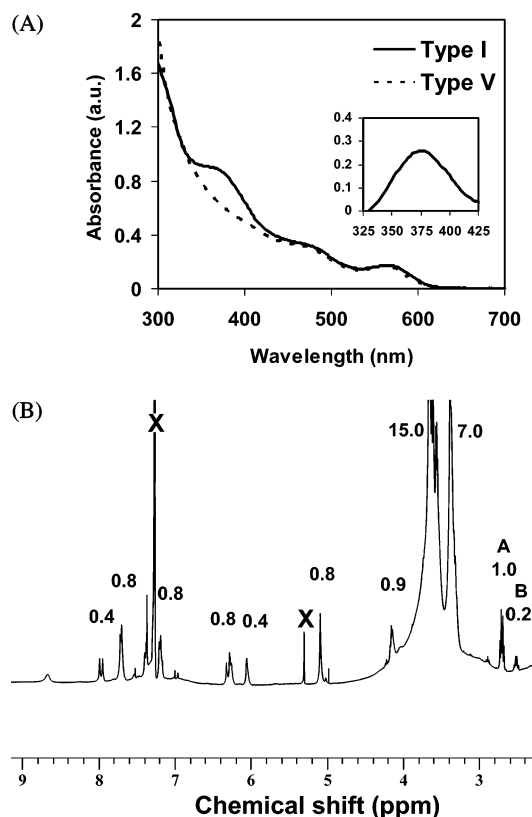 (A)
Absorbance (a.u.)
2
1.6
1.2
0.8
0.4
0
Type I
Type V
0.4
0.3
0.2
0.1
0
325 350 375 400 425
300 400 500 600 700
Wavelength (nm)
(B)
X
15.0 7.0
A
0.8 0.8 0.8 0.9 1.0
B
0.4 0.8 0.4 X 0.2
9 8 7 6 5 4 3
Chemical shift (ppm)